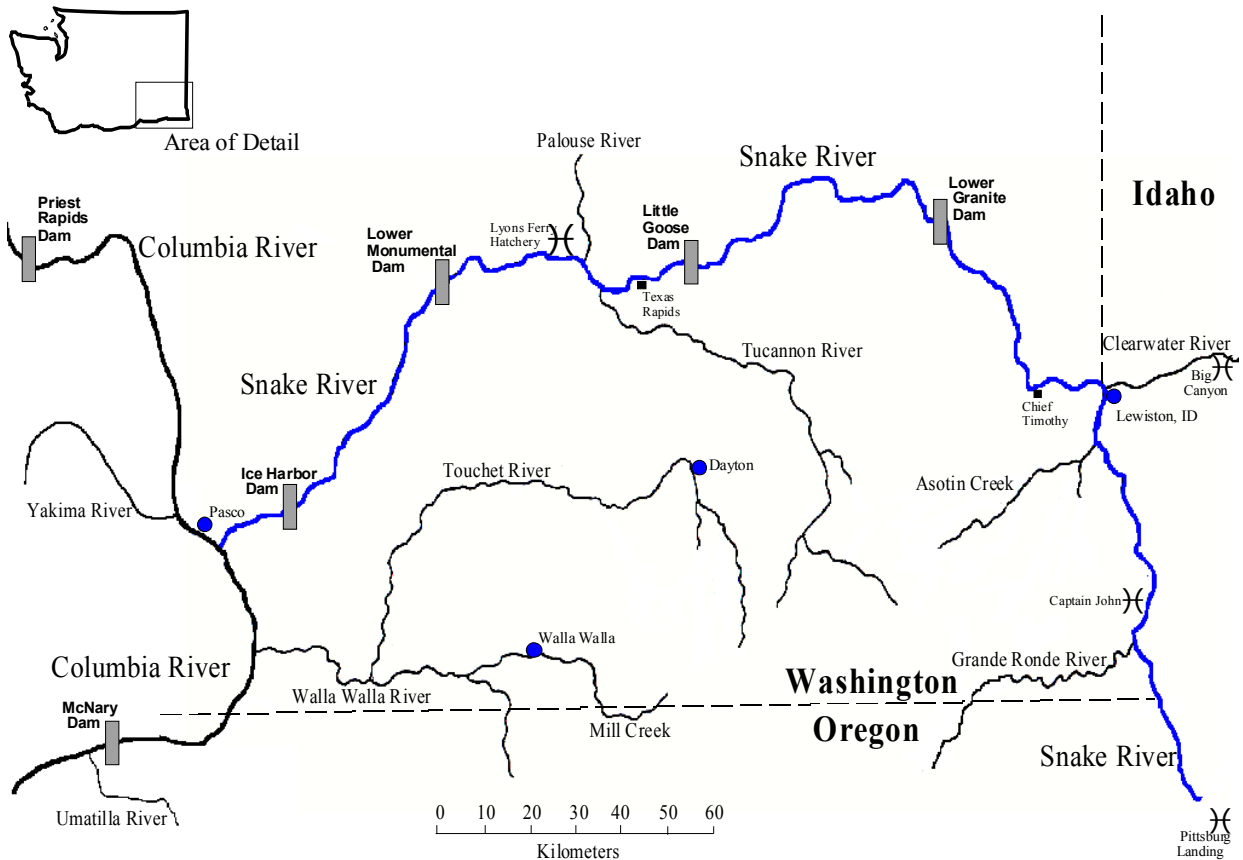 Area of Detail
Palouse River
Snake River
Idaho
Priest
Rapids
Dam
Columbia River
Lower
Monumental
Dam
Lyons Ferry
Hatchery
Little
Goose
Dam
Lower
Granite
Dam
Texas
Rapids
Tucannon River
Clearwater River
Big
Canyon
Snake River
Chief
Timothy
Lewiston, ID
Ice Harbor
Dam
Touchet River
Dayton
Asotin Creek
Yakima River
Pasco
Captain John
Columbia River
Walla Walla
Grande Ronde River
Walla Walla River
Washington
McNary
Dam
Mill Creek
Oregon
Snake River
Umatilla River
0 10 20 40 50 60
Kilometers
Pittsburg
Landing